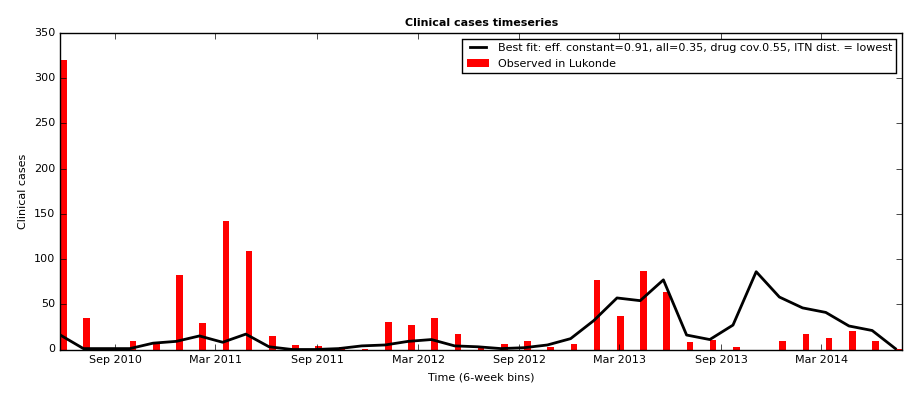 Clinical cases timeseries
Best fit: eff. constant=0.91, all=0.35, drug cov.0.55, ITN dist. = lowest
Observed in Lukonde
Clinical cases
350
300
250
200
150
100
50
0
Sep 2010 Mar 2011 Sep 2011 Mar 2012 Sep 2012 Mar 2013 Sep 2013 Mar 2014
Time (6-week bins)